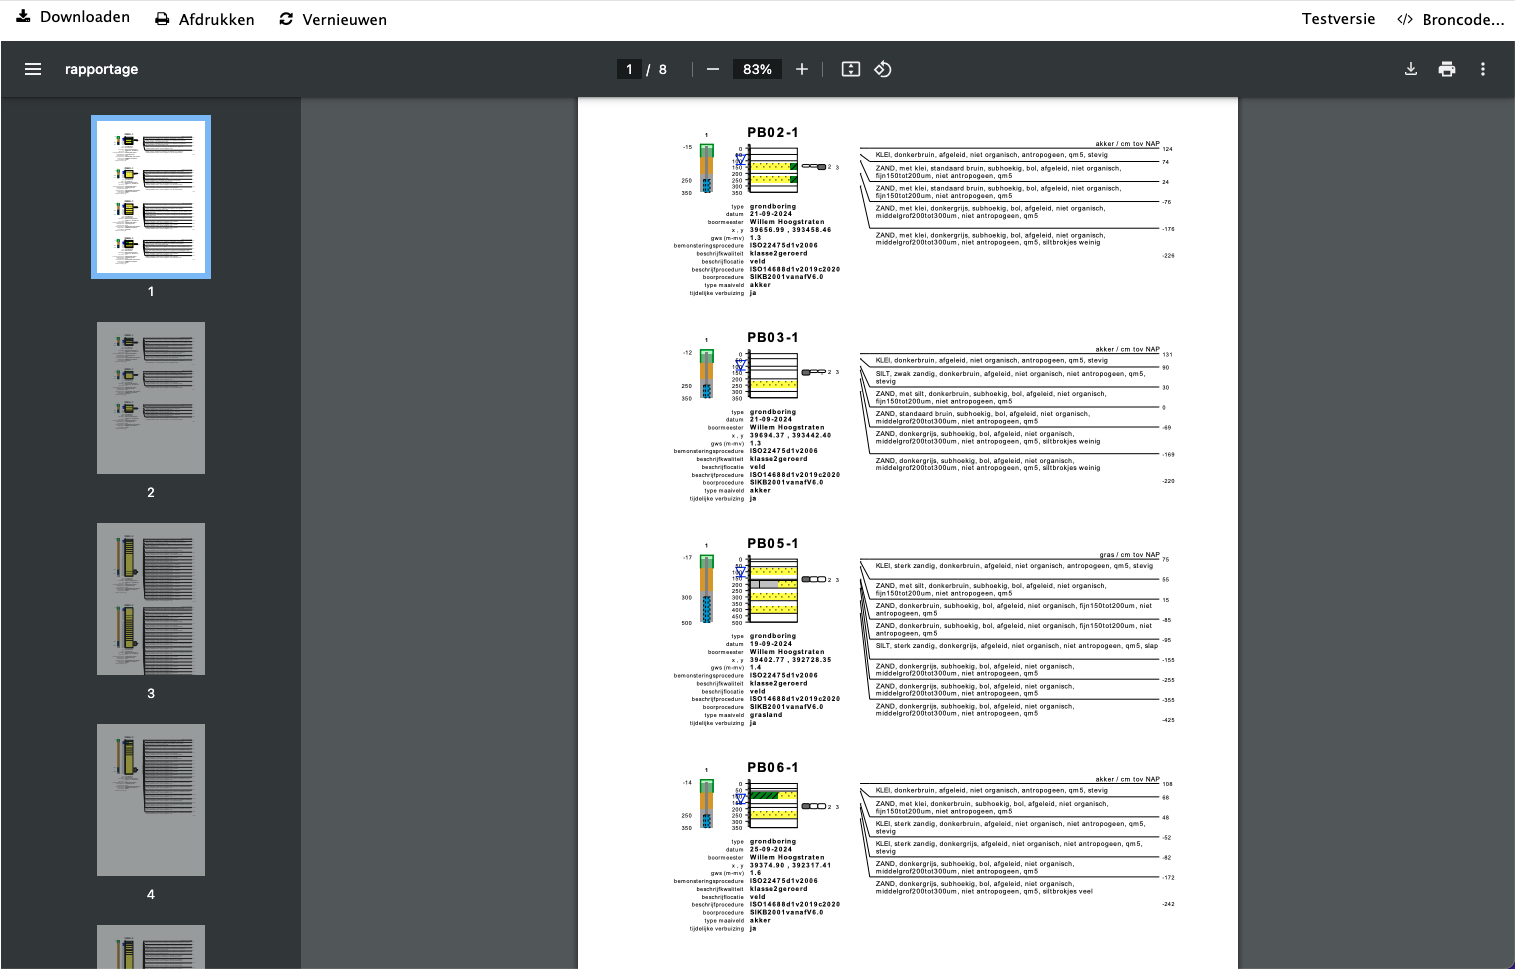 Downloaden
Afdrukken
Vernieuwen
Testversie
</> Broncode...
rapportage
1 / 8
83%
1
2
3
4
PB02-1
1
-15
250
350
0
50
100
150
200
250
300
350
2 3
akker / cm tov NAP
124
KLEI, donkerbruin, afgeleid, niet organisch, antropogeen, qm5, stevig
74
ZAND, met klei, standaard bruin, subhoekig, bol, afgeleid, niet organisch,
fijn150tot200um, niet antropogeen, qm5
24
ZAND, met klei, standaard bruin, subhoekig, bol, afgeleid, niet organisch,
fijn150tot200um, niet antropogeen, qm5
-76
ZAND, met klei, donkergrijs, subhoekig, bol, afgeleid, niet organisch,
middelgrof200tot300um, niet antropogeen, qm5
-176
ZAND, met klei, donkergrijs, subhoekig, bol, afgeleid, niet organisch,
middelgrof200tot300um, niet antropogeen, qm5, siltbrokjes weinig
-226
type grondboring
datum 21-09-2024
boormeester Willem Hoogstraten
x , y 39656.99 , 393458.46
gws (m-mv) 1.3
bemonsteringsprocedure ISO22475d1v2006
beschrijfkwaliteit klasse2geroerd
beschrijflocatie veld
beschrijfprocedure ISO14688d1v2019c2020
boorprocedure SIKB2001vanafV6.0
type maaiveld akker
tijdelijke verbuizing ja
PB03-1
1
-12
250
350
0
50
100
150
200
250
300
350
2 3
akker / cm tov NAP
131
KLEI, donkerbruin, afgeleid, niet organisch, antropogeen, qm5, stevig
90
SILT, zwak zandig, donkerbruin, afgeleid, niet organisch, niet antropogeen, qm5,
stevig
30
ZAND, met silt, donkerbruin, subhoekig, bol, afgeleid, niet organisch,
fijn150tot200um, niet antropogeen, qm5
0
ZAND, standaard bruin, subhoekig, bol, afgeleid, niet organisch,
middelgrof200tot300um, niet antropogeen, qm5
-69
ZAND, donkergrijs, subhoekig, bol, afgeleid, niet organisch,
middelgrof200tot300um, niet antropogeen, qm5, siltbrokjes weinig
-169
ZAND, donkergrijs, subhoekig, bol, afgeleid, niet organisch,
middelgrof200tot300um, niet antropogeen, qm5, siltbrokjes weinig
-220
type grondboring
datum 21-09-2024
boormeester Willem Hoogstraten
x , y 39694.37 , 393442.40
gws (m-mv) 1.3
bemonsteringsprocedure ISO22475d1v2006
beschrijfkwaliteit klasse2geroerd
beschrijflocatie veld
beschrijfprocedure ISO14688d1v2019c2020
boorprocedure SIKB2001vanafV6.0
type maaiveld akker
tijdelijke verbuizing ja
PB05-1
1
-17
300
500
0
50
100
150
200
250
300
350
400
450
500
2 3
gras / cm tov NAP
75
KLEI, sterk zandig, donkerbruin, afgeleid, niet organisch, antropogeen, qm5, stevig
55
ZAND, met silt, donkerbruin, subhoekig, bol, afgeleid, niet organisch,
fijn150tot200um, niet antropogeen, qm5
15
ZAND, donkerbruin, subhoekig, bol, afgeleid, niet organisch, fijn150tot200um, niet
antropogeen, qm5
-85
ZAND, donkerbruin, subhoekig, bol, afgeleid, niet organisch, fijn150tot200um, niet
antropogeen, qm5
-95
SILT, sterk zandig, donkergrijs, afgeleid, niet organisch, niet antropogeen, qm5, slap
-155
ZAND, donkergrijs, subhoekig, bol, afgeleid, niet organisch,
middelgrof200tot300um, niet antropogeen, qm5
-255
ZAND, donkergrijs, subhoekig, bol, afgeleid, niet organisch,
middelgrof200tot300um, niet antropogeen, qm5
-355
ZAND, donkergrijs, subhoekig, bol, afgeleid, niet organisch,
middelgrof200tot300um, niet antropogeen, qm5
-425
type grondboring
datum 19-09-2024
boormeester Willem Hoogstraten
x , y 39402.77 , 392728.35
gws (m-mv) 1.4
bemonsteringsprocedure ISO22475d1v2006
beschrijfkwaliteit klasse2geroerd
beschrijflocatie veld
beschrijfprocedure ISO14688d1v2019c2020
boorprocedure SIKB2001vanafV6.0
type maaiveld grasland
tijdelijke verbuizing ja
PB06-1
1
-14
250
350
0
50
100
150
200
250
300
350
2 3
akker / cm tov NAP
108
KLEI, donkerbruin, afgeleid, niet organisch, antropogeen, qm5, stevig
68
ZAND, met klei, donkerbruin, subhoekig, bol, afgeleid, niet organisch,
fijn150tot200um, niet antropogeen, qm5
48
KLEI, sterk zandig, donkerbruin, afgeleid, niet organisch, niet antropogeen, qm5,
stevig
-52
KLEI, sterk zandig, donkergrijs, afgeleid, niet organisch, niet antropogeen, qm5,
stevig
-82
ZAND, donkergrijs, subhoekig, bol, afgeleid, niet organisch,
middelgrof200tot300um, niet antropogeen, qm5
-172
ZAND, donkergrijs, subhoekig, bol, afgeleid, niet organisch,
middelgrof200tot300um, niet antropogeen, qm5, siltbrokjes veel
-242
type grondboring
datum 25-09-2024
boormeester Willem Hoogstraten
x , y 39374.90 , 392317.41
gws (m-mv) 1.6
bemonsteringsprocedure ISO22475d1v2006
beschrijfkwaliteit klasse2geroerd
beschrijflocatie veld
beschrijfprocedure ISO14688d1v2019c2020
boorprocedure SIKB2001vanafV6.0
type maaiveld akker
tijdelijke verbuizing ja